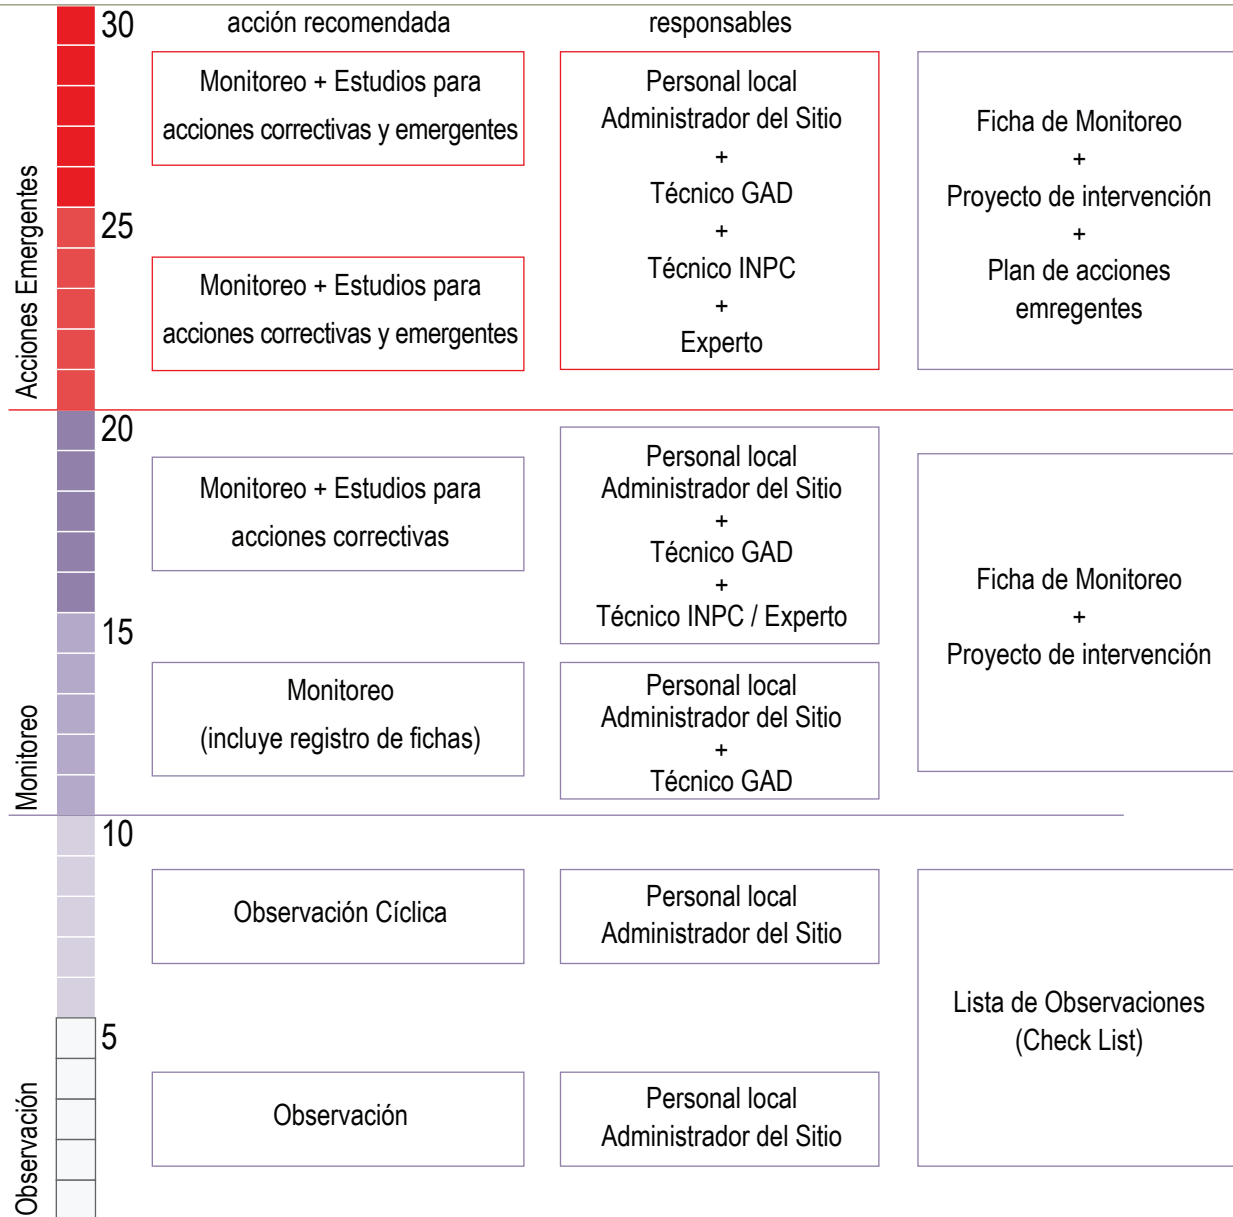 30
acción recomendada
responsables
Acciones Emergentes
Monitoreo + Estudios para
acciones correctivas y emergentes
Personal local
Administrador del Sitio
+
Técnico GAD
+
Técnico INPC
+
Experto
Ficha de Monitoreo
+
Proyecto de intervención
+
Plan de acciones
emregentes
25
Monitoreo + Estudios para
acciones correctivas y emergentes
20
Monitoreo
Monitoreo + Estudios para
acciones correctivas
Personal local
Administrador del Sitio
+
Técnico GAD
+
Técnico INPC / Experto
Ficha de Monitoreo
+
Proyecto de intervención
15
Monitoreo
(incluye registro de fichas)
Personal local
Administrador del Sitio
+
Técnico GAD
10
Observación
Observación Cíclica
Personal local
Administrador del Sitio
Lista de Observaciones
(Check List)
5
Observación
Personal local
Administrador del Sitio